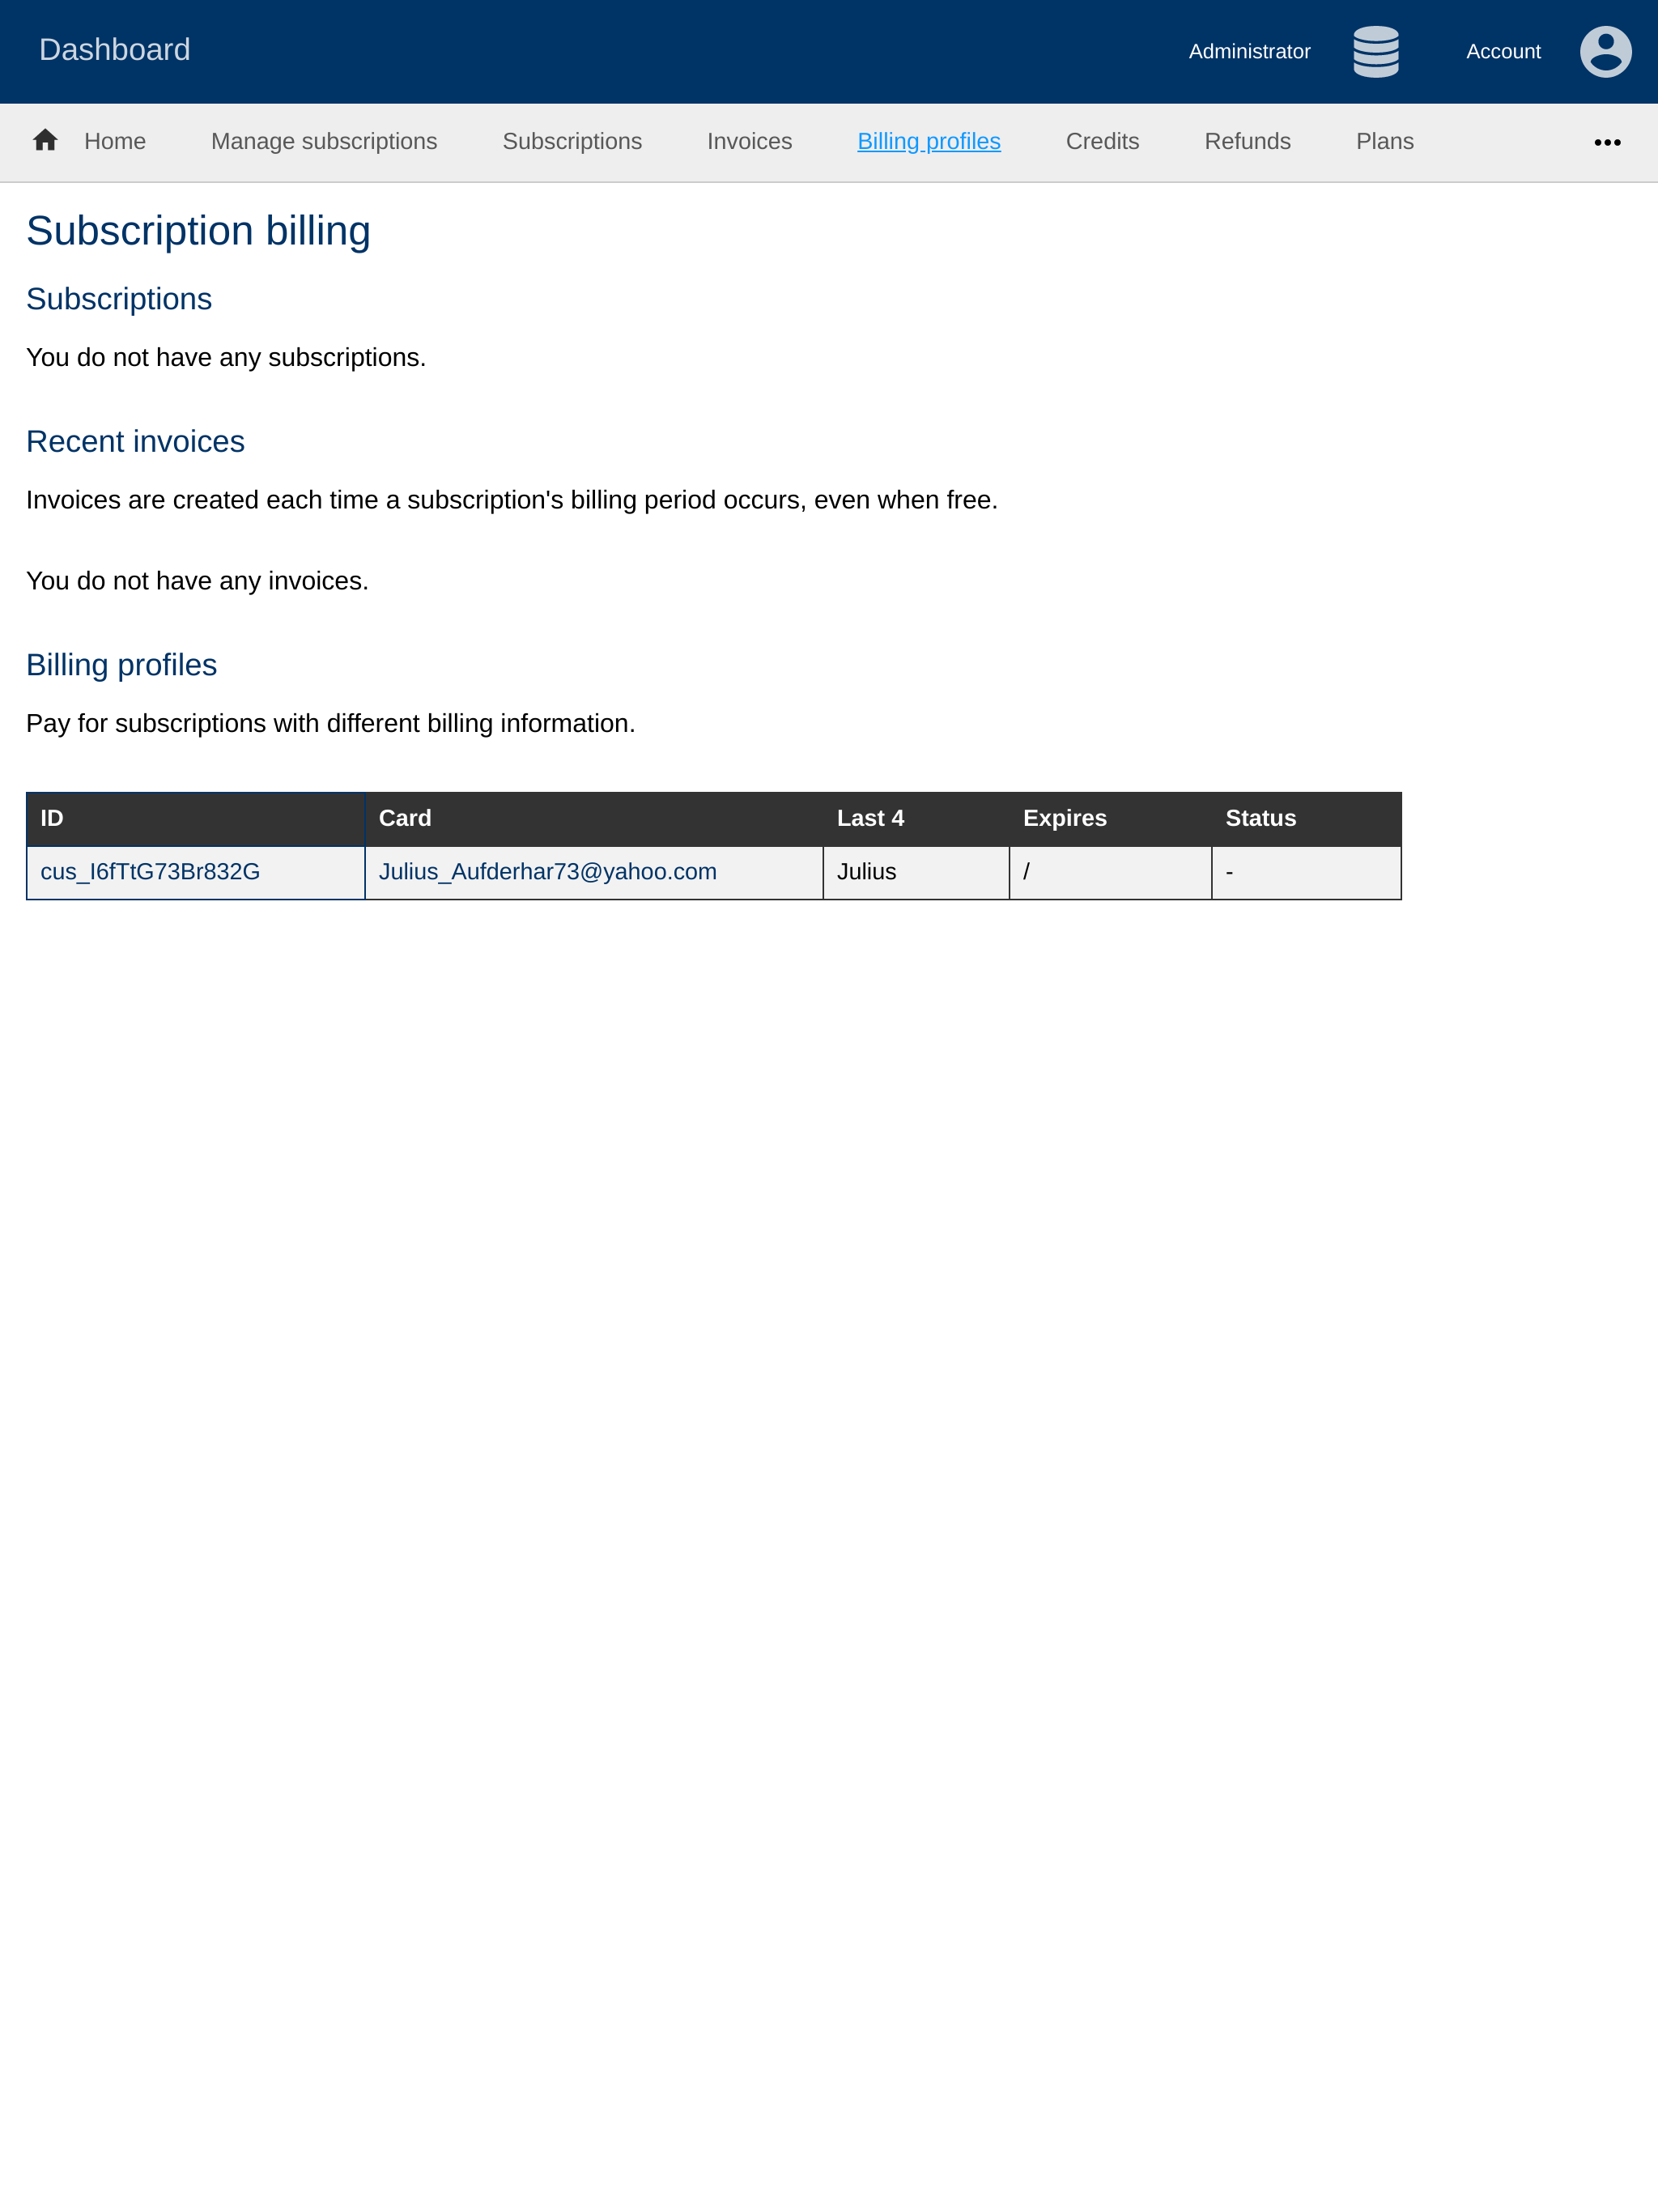 Dashboard Administrator Account
Home Manage subscriptions Subscriptions Invoices Billing profiles Credits Refunds Plans
Subscription billing
Subscriptions
You do not have any subscriptions.
Recent invoices
Invoices are created each time a subscription's billing period occurs, even when free.
You do not have any invoices.
Billing profiles
Pay for subscriptions with different billing information.
ID Card Last 4 Expires Status
cus_I6fTtG73Br832G Julius_Aufderhar73@yahoo.com Julius / -